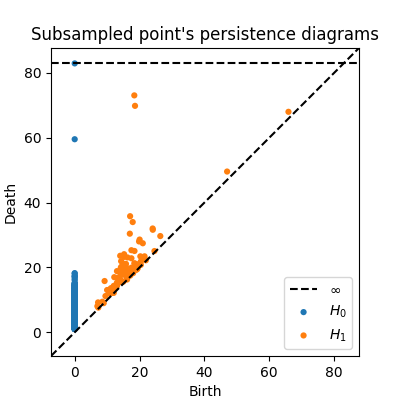 Subsampled point's persistence diagrams
80
60
40
20
0
Death
0 20 40 60 80
Birth
∞
H₀
H₁